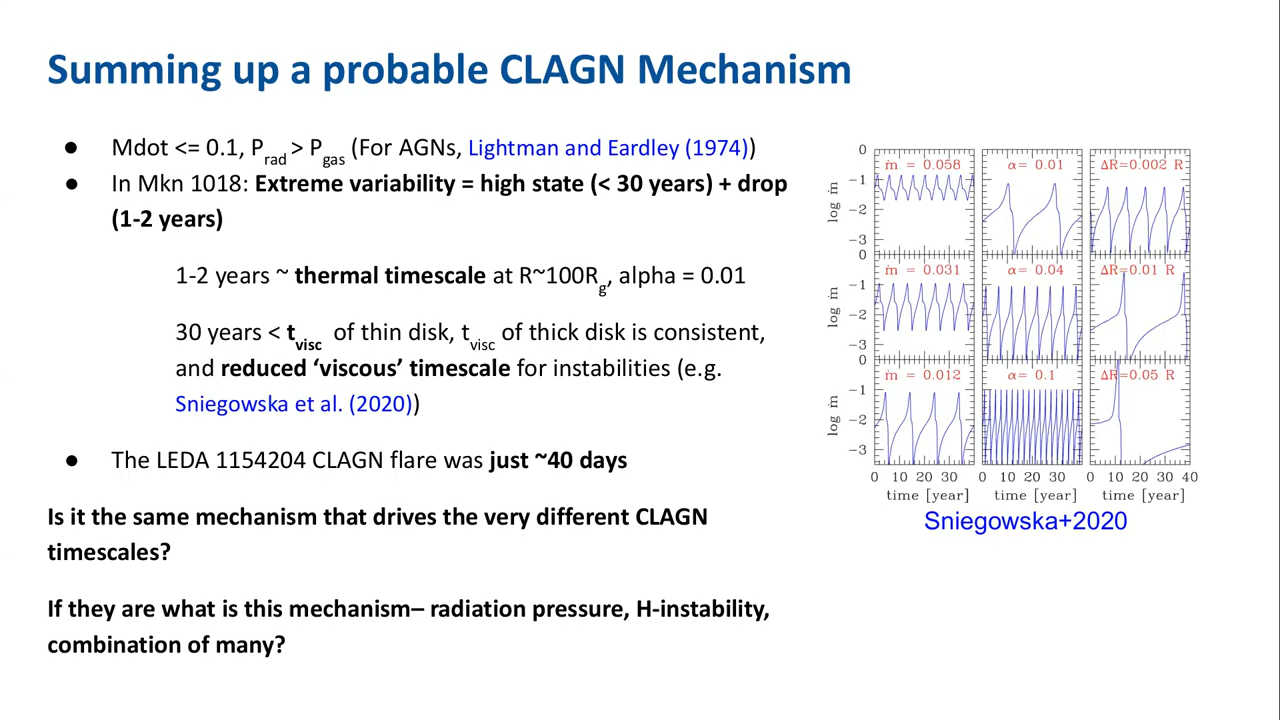 Summing up a probable CLAGN Mechanism
● Mdot <= 0.1, Prad > Pgas (For AGNs, Lightman and Eardley (1974))
● In Mkn 1018: Extreme variability = high state (< 30 years) + drop
(1-2 years)
1-2 years ~ thermal timescale at R~100Rg, alpha = 0.01
30 years < tvisc of thin disk, tvisc of thick disk is consistent,
and reduced ‘viscous’ timescale for instabilities (e.g.
Sniegowska et al. (2020))
● The LEDA 1154204 CLAGN flare was just ~40 days
Is it the same mechanism that drives the very different CLAGN
timescales?
If they are what is this mechanism– radiation pressure, H-instability,
combination of many?
0
ṁ = 0.058 α= 0.01 ΔR=0.002 R
−1
log ṁ
−2
−3
0
ṁ = 0.031 α= 0.04 ΔR=0.01 R
−1
log ṁ
−2
−3
0
ṁ = 0.012 α= 0.1 ΔR=0.05 R
−1
log ṁ
−2
−3
0 10 20 30 0 10 20 30 0 10 20 30 40
time [year] time [year] time [year]
Sniegowska+2020